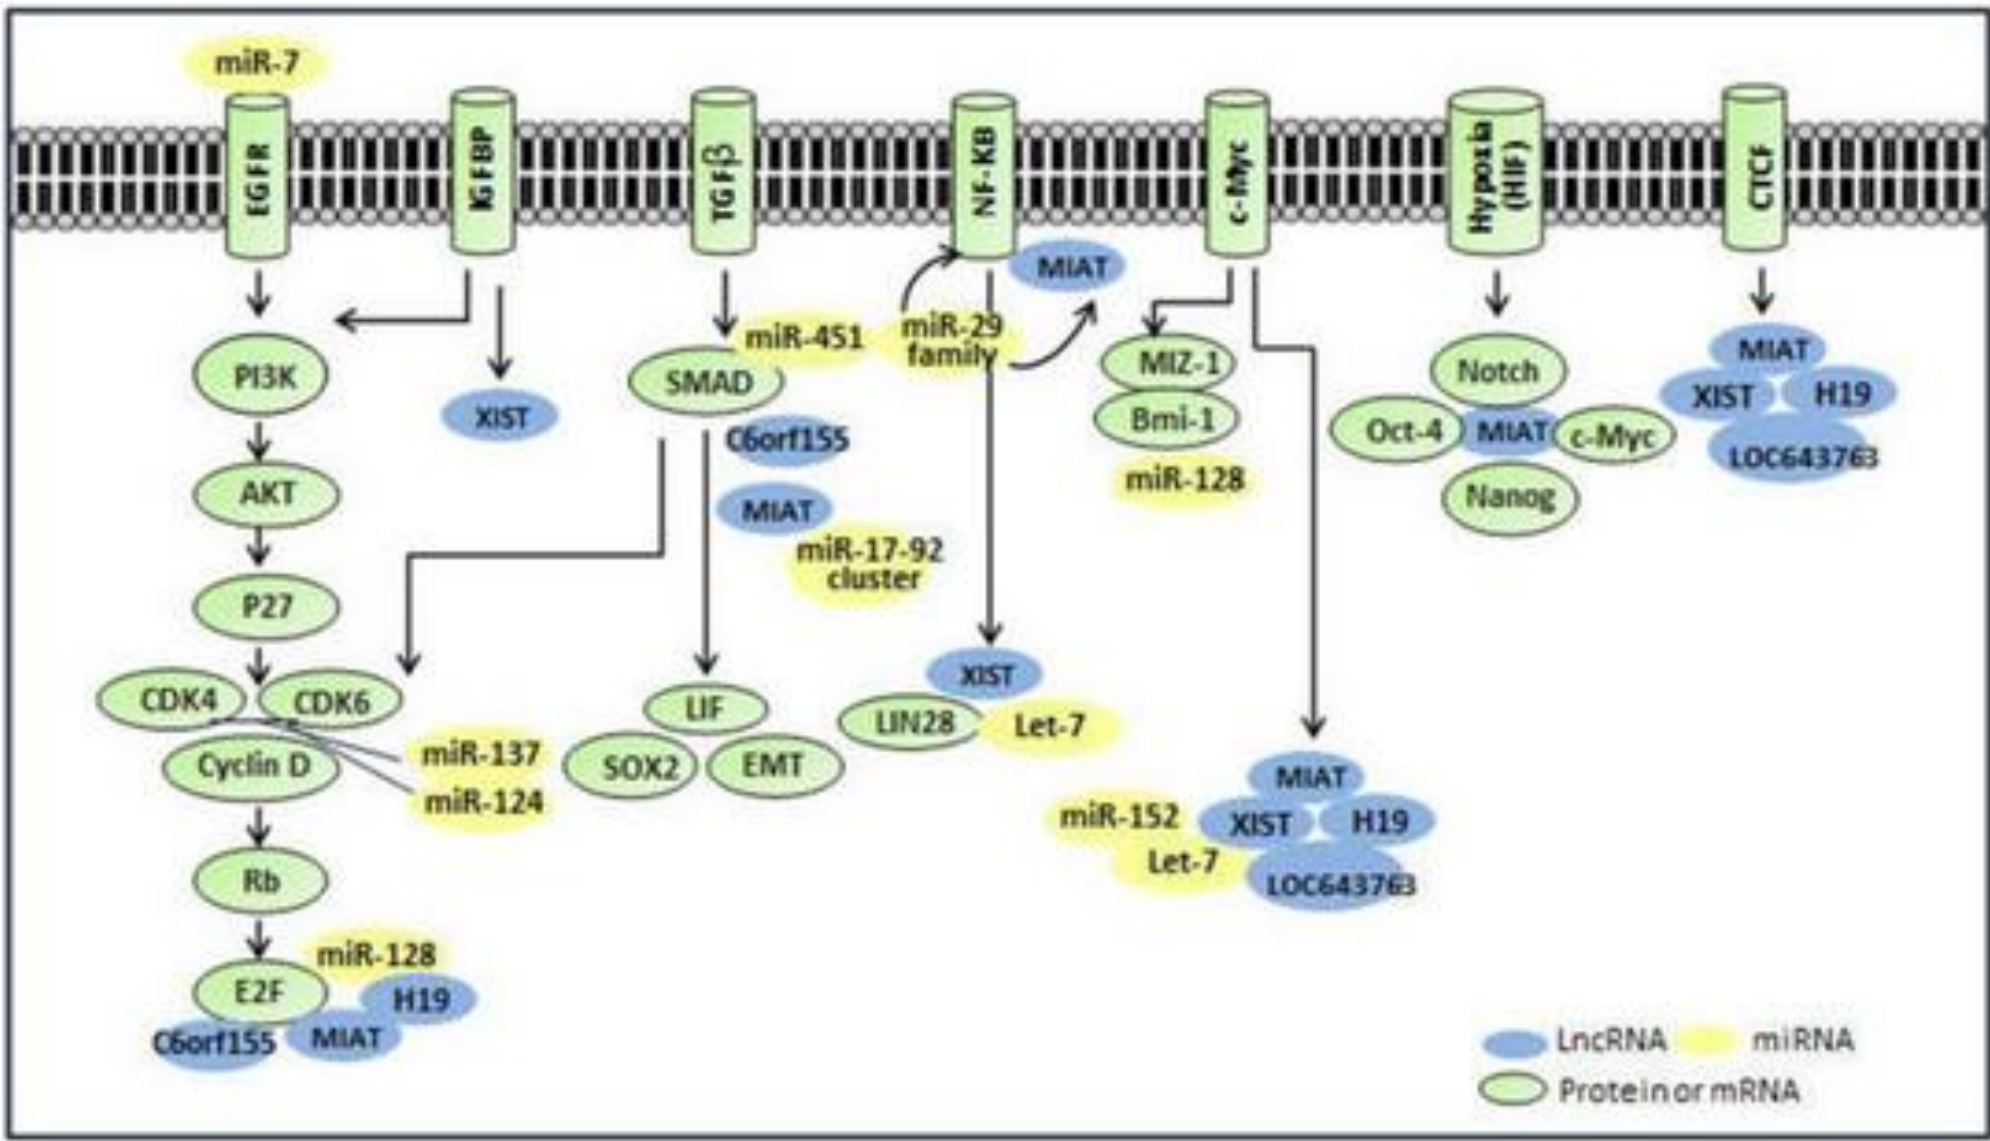 miR-7
EGFR
IGFBP
TGFβ
NF-KB
c-Myc
Hypoxia
(HIF)
CTCF
MIAT
miR-451
miR-29
family
PI3K
XIST
SMAD
C6orf155
MIZ-1
Bmi-1
miR-128
Notch
Oct-4
MIAT
c-Myc
Nanog
MIAT
XIST
H19
LOC643763
AKT
MIAT
miR-17-92
cluster
P27
CDK4
CDK6
Cyclin D
miR-137
miR-124
LIF
SOX2
EMT
XIST
LIN28
Let-7
MIAT
miR-152
XIST
H19
Let-7
LOC643763
Rb
miR-128
E2F
H19
C6orf155
MIAT
LncRNA
miRNA
Protein or mRNA